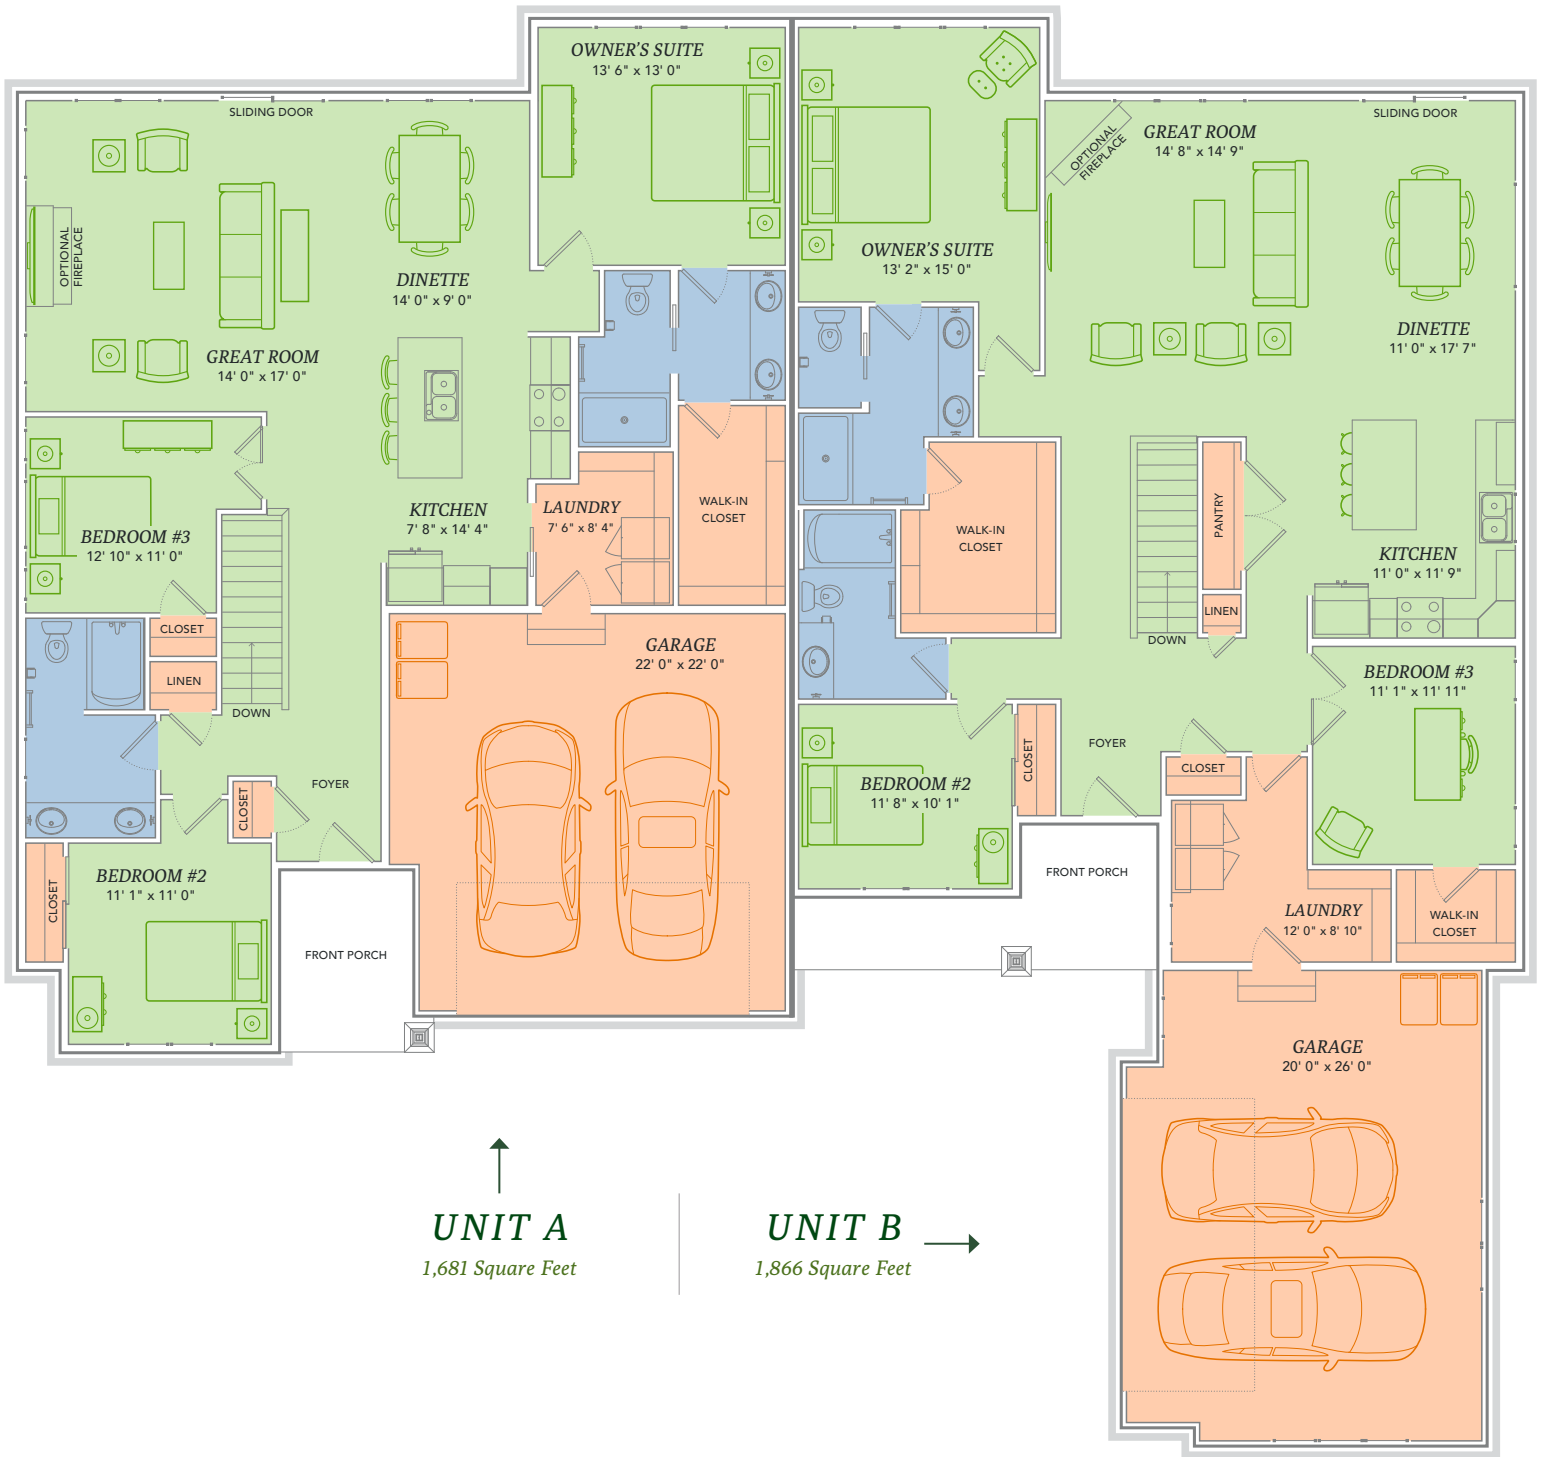 OWNER'S SUITE
13' 6" x 13' 0"
SLIDING DOOR
OPTIONAL
FIREPLACE
DINETTE
14' 0" x 9' 0"
GREAT ROOM
14' 0" x 17' 0"
KITCHEN
7' 8" x 14' 4"
LAUNDRY
7' 6" x 8' 4"
WALK-IN
CLOSET
BEDROOM #3
12' 10" x 11' 0"
CLOSET
LINEN
DOWN
GARAGE
22' 0" x 22' 0"
FOYER
CLOSET
BEDROOM #2
11' 1" x 11' 0"
CLOSET
FRONT PORCH
OWNER'S SUITE
13' 2" x 15' 0"
OPTIONAL
FIREPLACE
GREAT ROOM
14' 8" x 14' 9"
SLIDING DOOR
DINETTE
11' 0" x 17' 7"
WALK-IN
CLOSET
PANTRY
LINEN
DOWN
KITCHEN
11' 0" x 11' 9"
BEDROOM #3
11' 1" x 11' 11"
FOYER
CLOSET
CLOSET
BEDROOM #2
11' 8" x 10' 1"
FRONT PORCH
LAUNDRY
12' 0" x 8' 10"
WALK-IN
CLOSET
GARAGE
20' 0" x 26' 0"
UNIT A
1,681 Square Feet
UNIT B
1,866 Square Feet